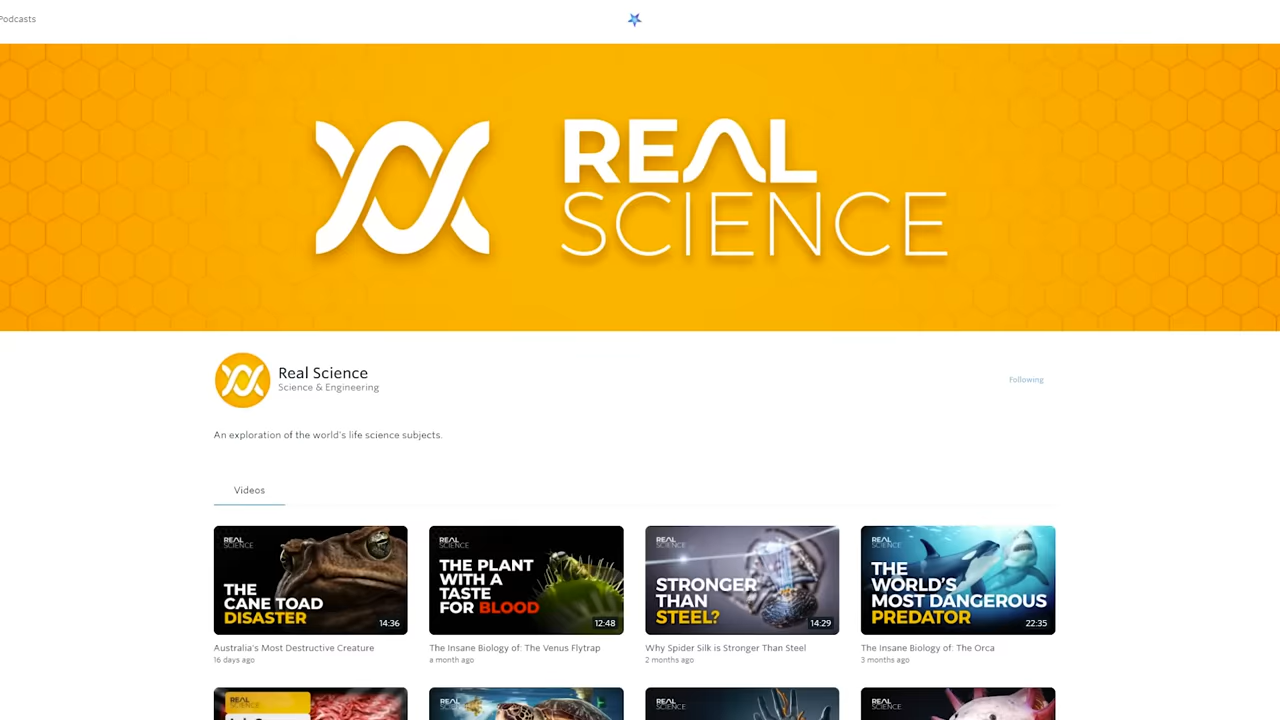 Podcasts
REAL
SCIENCE
Real Science
Science & Engineering
Following
An exploration of the world's life science subjects.
Videos
REAL
SCIENCE
THE
CANE TOAD
DISASTER
14:36
REAL
SCIENCE
THE PLANT
WITH A
TASTE
FOR BLOOD
12:48
REAL
SCIENCE
STRONGER
THAN
STEEL?
14:29
REAL
SCIENCE
THE
WORLD'S
MOST DANGEROUS
PREDATOR
22:35
Australia's Most Destructive Creature
16 days ago
The Insane Biology of: The Venus Flytrap
a month ago
Why Spider Silk is Stronger Than Steel
2 months ago
The Insane Biology of: The Orca
3 months ago
REAL
SCIENCE
REAL
SCIENCE
REAL
SCIENCE
REAL
SCIENCE